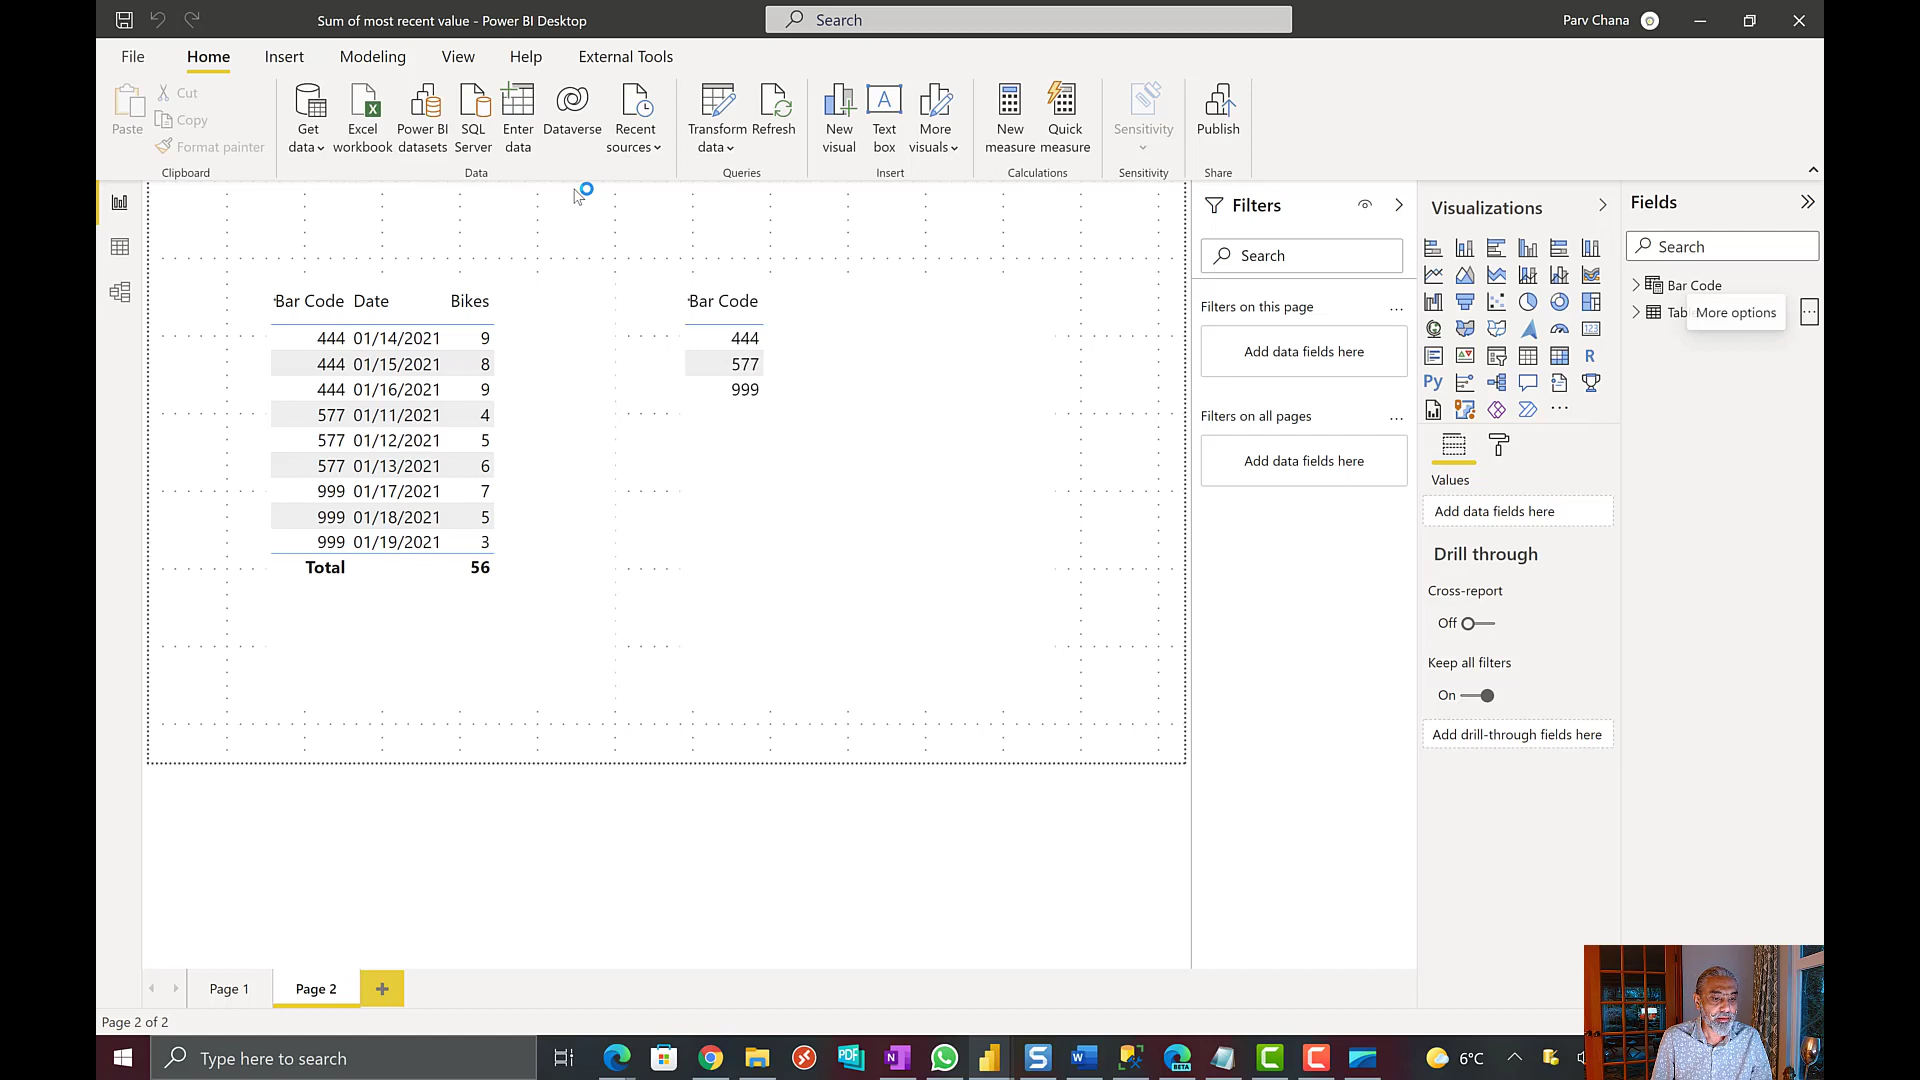 Sum of most recent value - Power BI Desktop
Search
Parv Chana
File
Home
Insert
Modeling
View
Help
External Tools
Paste
Cut
Copy
Format painter
Clipboard
Get data
Excel workbook
Power BI datasets
SQL Server
Enter data
Dataverse
Recent sources
Data
Transform data
Refresh
Queries
New visual
Text box
More visuals
Insert
New measure
Quick measure
Calculations
Sensitivity
Sensitivity
Publish
Share
Bar Code Date Bikes
444 01/14/2021 9
444 01/15/2021 8
444 01/16/2021 9
577 01/11/2021 4
577 01/12/2021 5
577 01/13/2021 6
999 01/17/2021 7
999 01/18/2021 5
999 01/19/2021 3
Total 56
Bar Code
444
577
999
Filters
Search
Filters on this page ...
Add data fields here
Filters on all pages ...
Add data fields here
Visualizations
R
Py
123
...
Values
Add data fields here
Drill through
Cross-report
Off
Keep all filters
On
Add drill-through fields here
Fields
Search
Bar Code
More options
...
Page 1
Page 2
+
Page 2 of 2
Type here to search
PDF
N
S
W
BETA
C
C
6°C